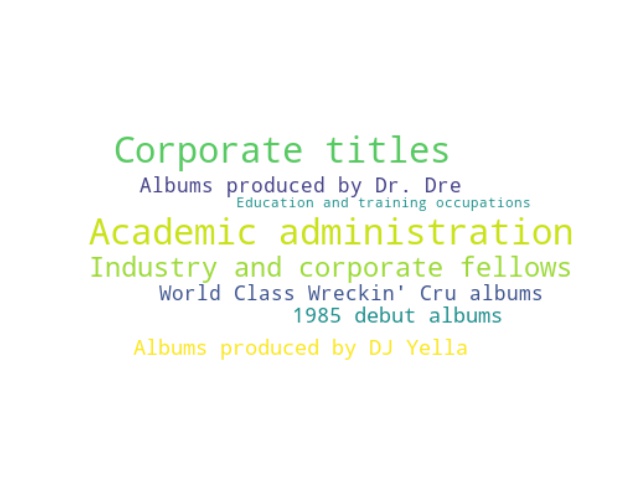 Corporate titles
Albums produced by Dr. Dre
Education and training occupations
Academic administration
Industry and corporate fellows
World Class Wreckin' Cru albums
1985 debut albums
Albums produced by DJ Yella